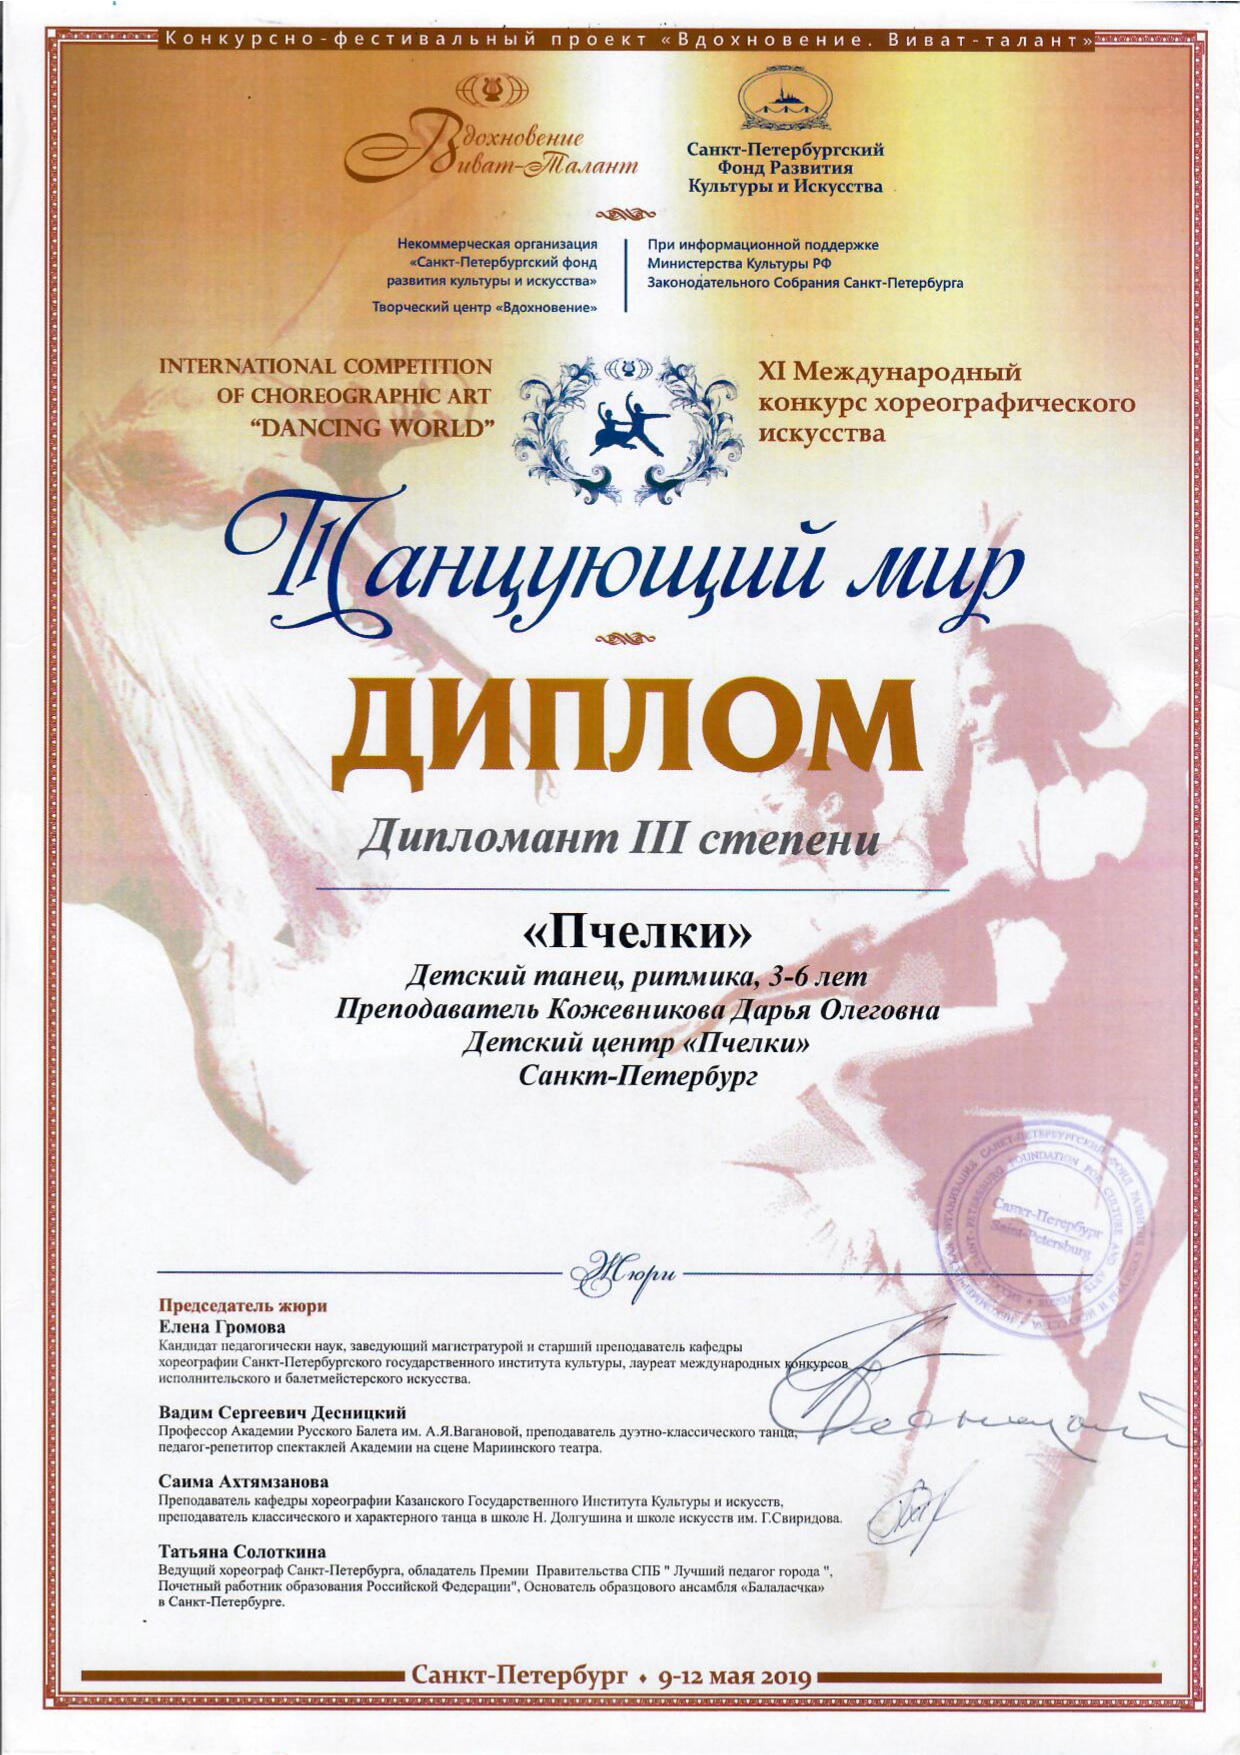 Конкурсно-фестивальный проект «Вдохновение. Виват-талант»
Вдохновение
Виват-Талант
Санкт-Петербургский
Фонд Развития
Культуры и Искусства
Некоммерческая организация
«Санкт-Петербургский фонд
развития культуры и искусства»
Творческий центр «Вдохновение»
При информационной поддержке
Министерства Культуры РФ
Законодательного Собрания Санкт-Петербурга
INTERNATIONAL COMPETITION
OF CHOREOGRAPHIC ART
“DANCING WORLD”
XI Международный
конкурс хореографического
искусства
Танцующий мир
ДИПЛОМ
Дипломант III степени
«Пчелки»
Детский танец, ритмика, 3-6 лет
Преподаватель Кожевникова Дарья Олеговна
Детский центр «Пчелки»
Санкт-Петербург
Санкт-Петербург
Saint-Petersburg
Жюри
Председатель жюри
Елена Громова
Кандидат педагогически наук, заведующий магистратурой и старший преподаватель кафедры
хореографии Санкт-Петербургского государственного института культуры, лауреат международных конкурсов
исполнительского и балетмейстерского искусства.
Вадим Сергеевич Десницкий
Профессор Академии Русского Балета им. А.Я.Вагановой, преподаватель дуэтно-классического танца,
педагог-репетитор спектаклей Академии на сцене Мариинского театра.
Саима Ахтямзанова
Преподаватель кафедры хореографии Казанского Государственного Института Культуры и искусств,
преподаватель классического и характерного танца в школе Н. Долгушина и школе искусств им. Г.Свиридова.
Татьяна Солоткина
Ведущий хореограф Санкт-Петербурга, обладатель Премии Правительства СПБ " Лучший педагог города ",
Почетный работник образования Российской Федерации", Основатель образцового ансамбля «Балаласчка»
в Санкт-Петербурге.
Санкт-Петербург ♦ 9-12 мая 2019